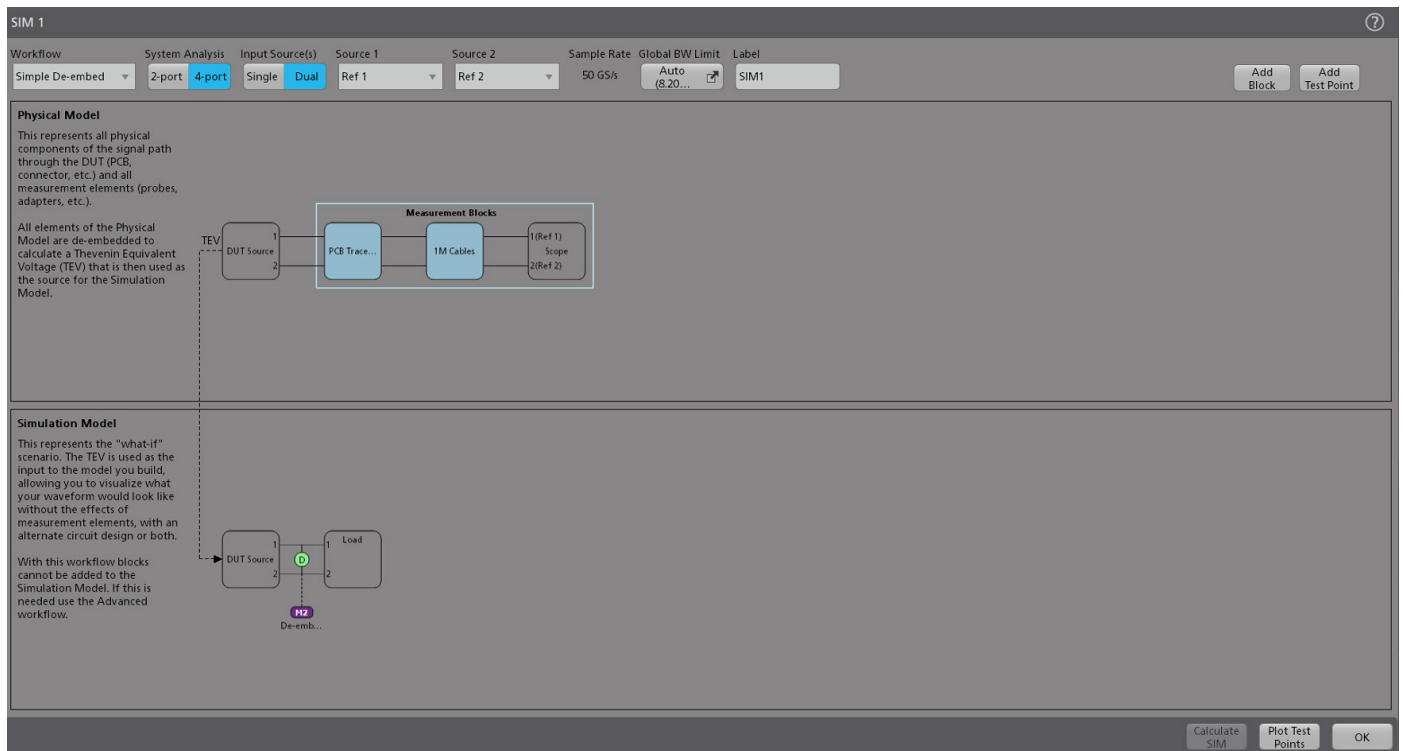 SIM 1
?
Workflow System Analysis Input Source(s) Source 1 Source 2 Sample Rate Global BW Limit Label
Simple De-embed 2-port 4-port Single Dual Ref 1 Ref 2 50 GS/s Auto (8.20... SIM1 Add Block Add Test Point
Physical Model
This represents all physical
components of the signal path
through the DUT (PCB,
connector, etc.) and all
measurement elements (probes,
adapters, etc.).
All elements of the Physical
Model are de-embedded to
calculate a Thevenin Equivalent
Voltage (TEV) that is then used as
the source for the Simulation
Model.
Measurement Blocks
TEV
1
DUT Source
2
PCB Trace...
1M Cables
1(Ref 1)
Scope
2(Ref 2)
Simulation Model
This represents the "what-if"
scenario. The TEV is used as the
input to the model you build,
allowing you to visualize what
your waveform would look like
without the effects of
measurement elements, with an
alternate circuit design or both.
With this workflow blocks
cannot be added to the
Simulation Model. If this is
needed use the Advanced
workflow.
1
DUT Source
2
D
1 Load
2
M2
De-emb...
Calculate SIM Plot Test Points OK